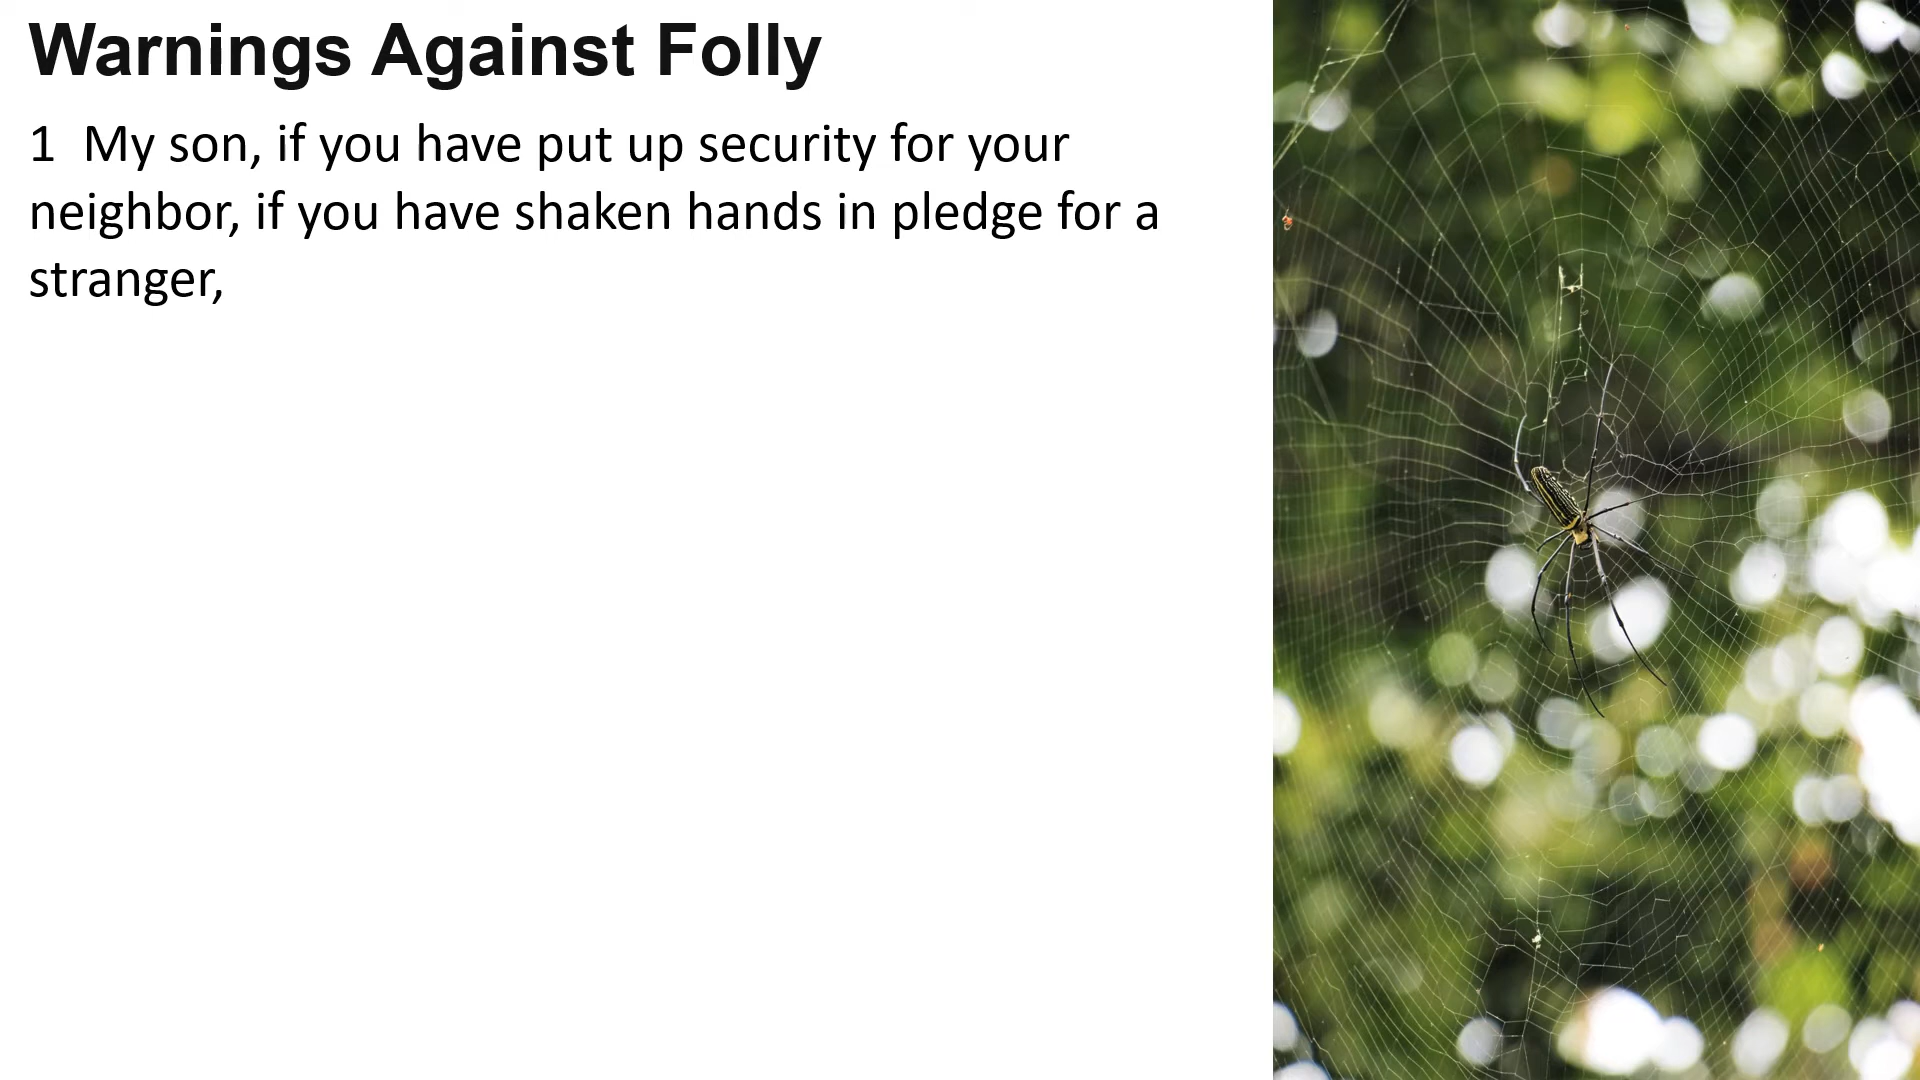 Warnings Against Folly
1 My son, if you have put up security for your
neighbor, if you have shaken hands in pledge for a
stranger,